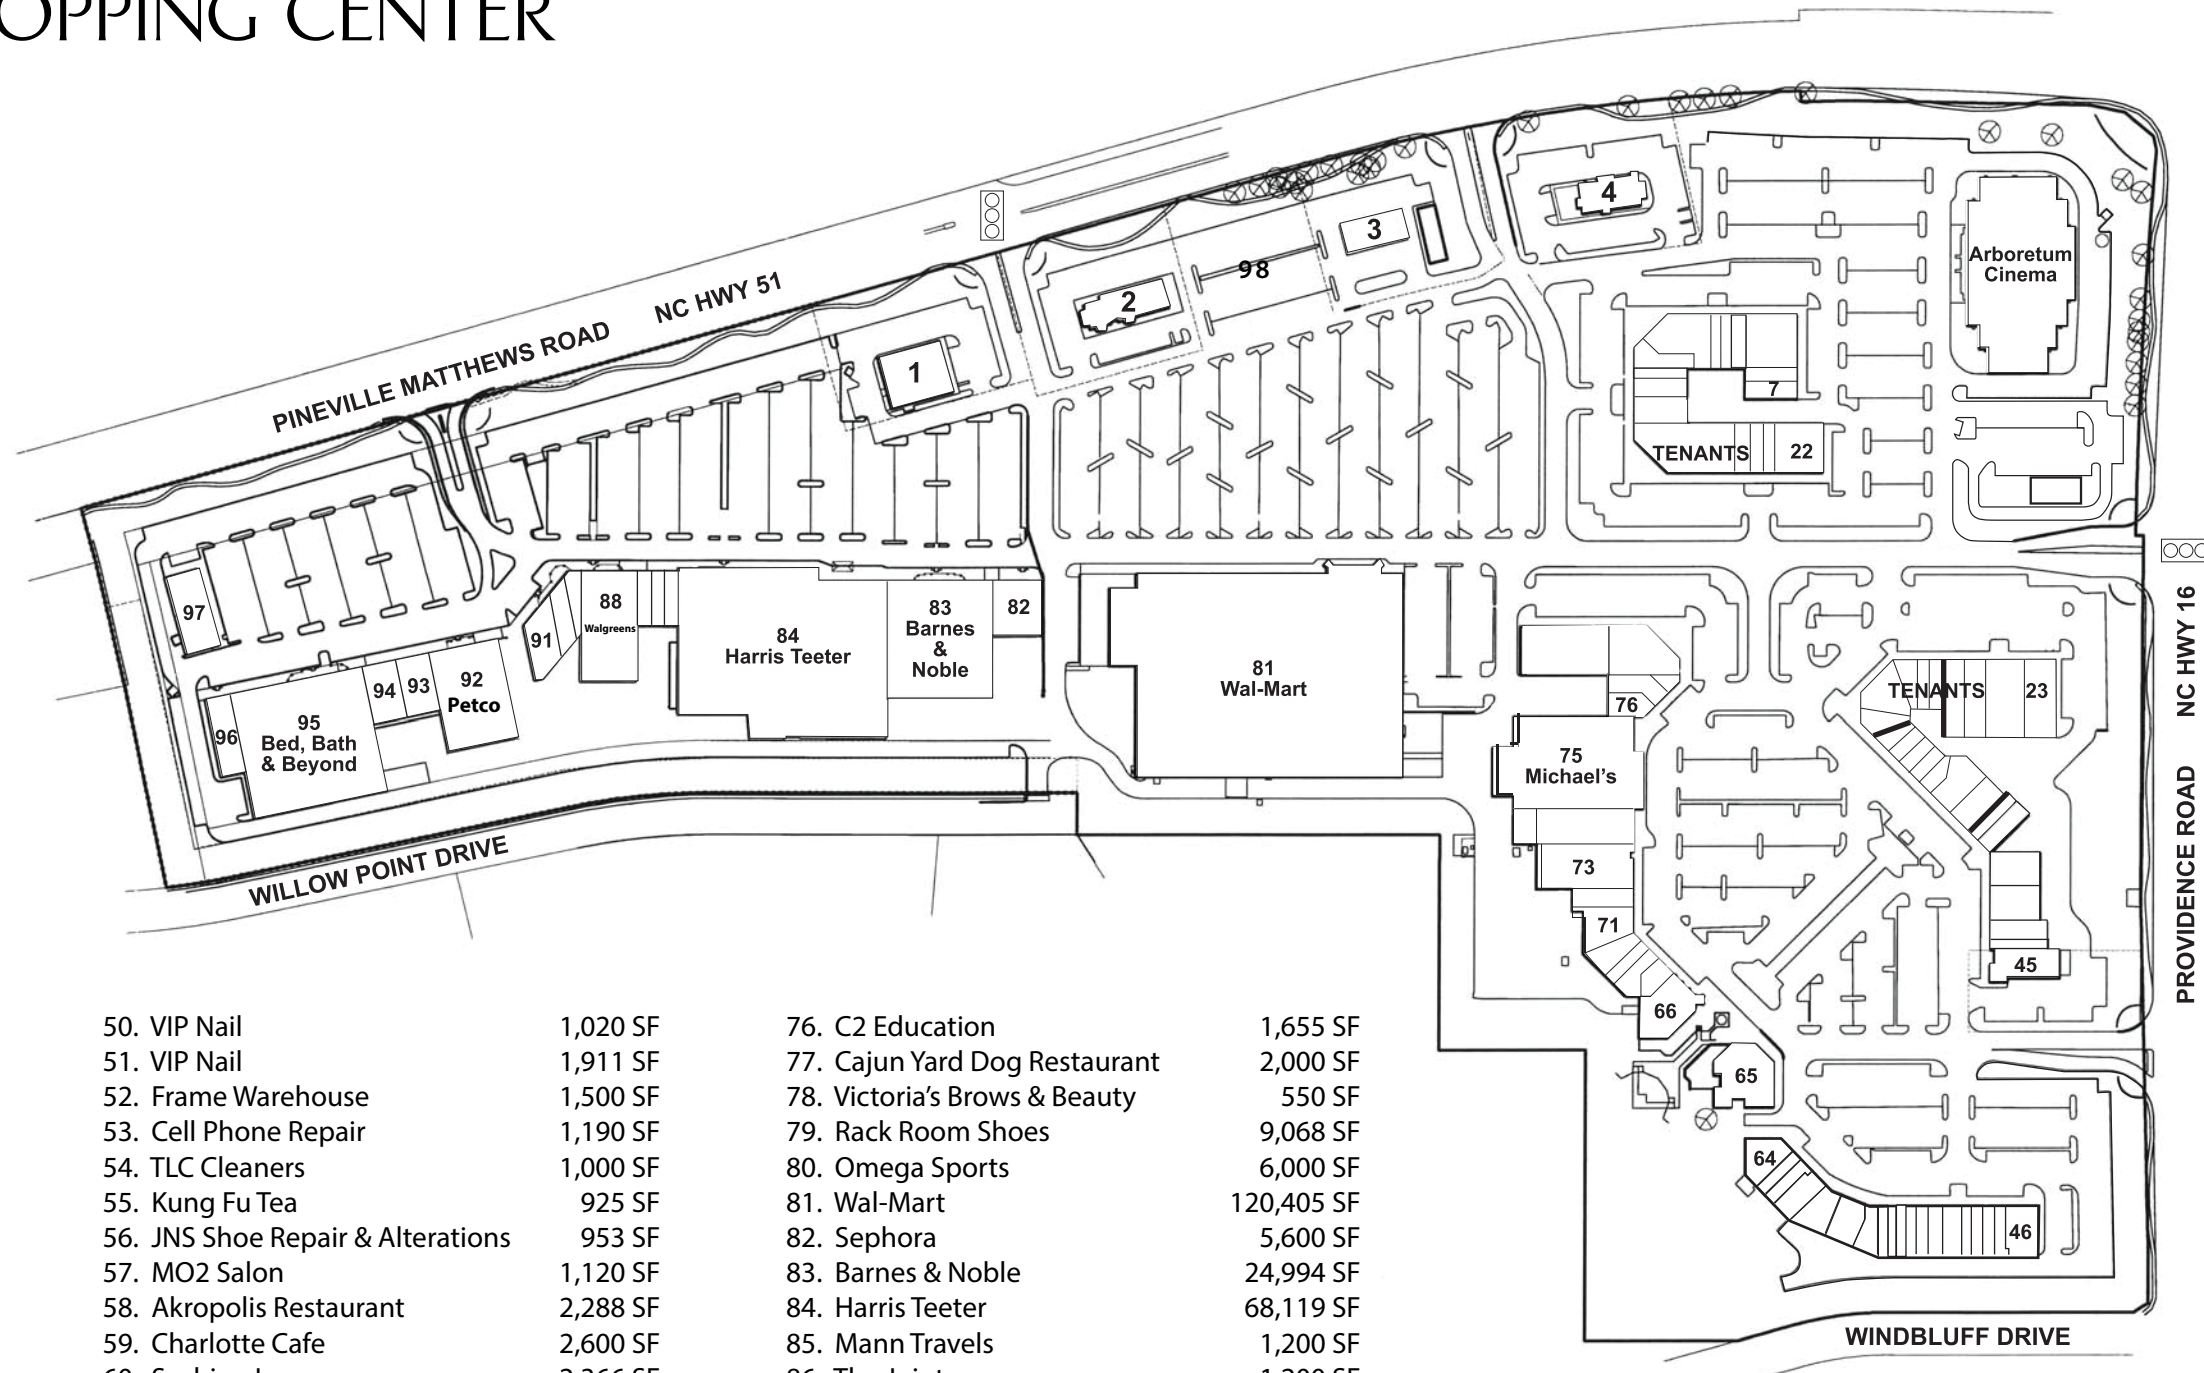 OPPING CENTER
PINEVILLE MATTHEWS ROAD NC HWY 51
1
2
98
3
4
Arboretum
Cinema
7
TENANTS 22
97
91
88
Walgreens
84
Harris Teeter
83
Barnes
&
Noble
82
81
Wal-Mart
96
95
Bed, Bath
& Beyond
94
93
92
Petco
76
75
Michael's
73
71
66
65
64
46
45
TENANTS 23
NC HWY 16
PROVIDENCE ROAD
WILLOW POINT DRIVE
WINDBLUFF DRIVE
50. VIP Nail 1,020 SF
51. VIP Nail 1,911 SF
52. Frame Warehouse 1,500 SF
53. Cell Phone Repair 1,190 SF
54. TLC Cleaners 1,000 SF
55. Kung Fu Tea 925 SF
56. JNS Shoe Repair & Alterations 953 SF
57. MO2 Salon 1,120 SF
58. Akropolis Restaurant 2,288 SF
59. Charlotte Cafe 2,600 SF
76. C2 Education 1,655 SF
77. Cajun Yard Dog Restaurant 2,000 SF
78. Victoria's Brows & Beauty 550 SF
79. Rack Room Shoes 9,068 SF
80. Omega Sports 6,000 SF
81. Wal-Mart 120,405 SF
82. Sephora 5,600 SF
83. Barnes & Noble 24,994 SF
84. Harris Teeter 68,119 SF
85. Mann Travels 1,200 SF